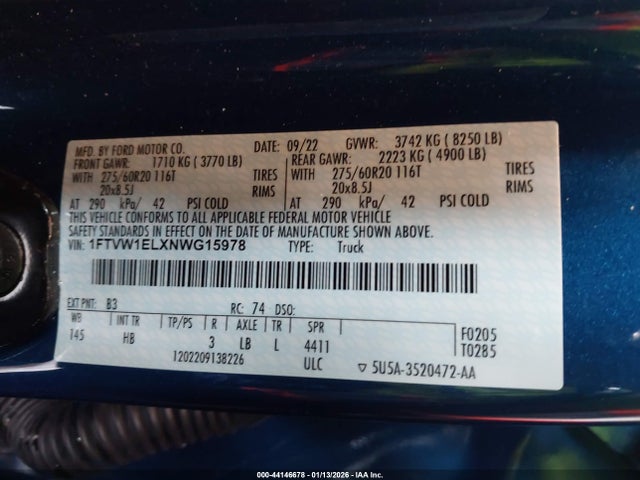 MFD. BY FORD MOTOR CO. DATE: 09/22 GVWR: 3742 KG ( 8250 LB)
FRONT GAWR: 1710 KG ( 3770 LB) REAR GAWR: 2223 KG ( 4900 LB)
WITH 275/60R20 116T TIRES WITH 275/60R20 116T TIRES
20x8.5J RIMS 20x8.5J RIMS
AT 290 kPa/ 42 PSI COLD AT 290 kPa/ 42 PSI COLD
THIS VEHICLE CONFORMS TO ALL APPLICABLE FEDERAL MOTOR VEHICLE
SAFETY STANDARDS IN EFFECT ON THE DATE OF MANUFACTURE SHOWN ABOVE.
VIN: 1FTVW1ELXNWG15978 TYPE: Truck
EXT PNT: B3 RC: 74 DSO:
WB INT TR TP/PS R AXLE TR SPR
145 HB 3 LB L 4411 F0205
T0285
1202209138226 ULC ▽ 5U5A-3520472-AA
000-44146678 - 01/13/2026 - IAA Inc.